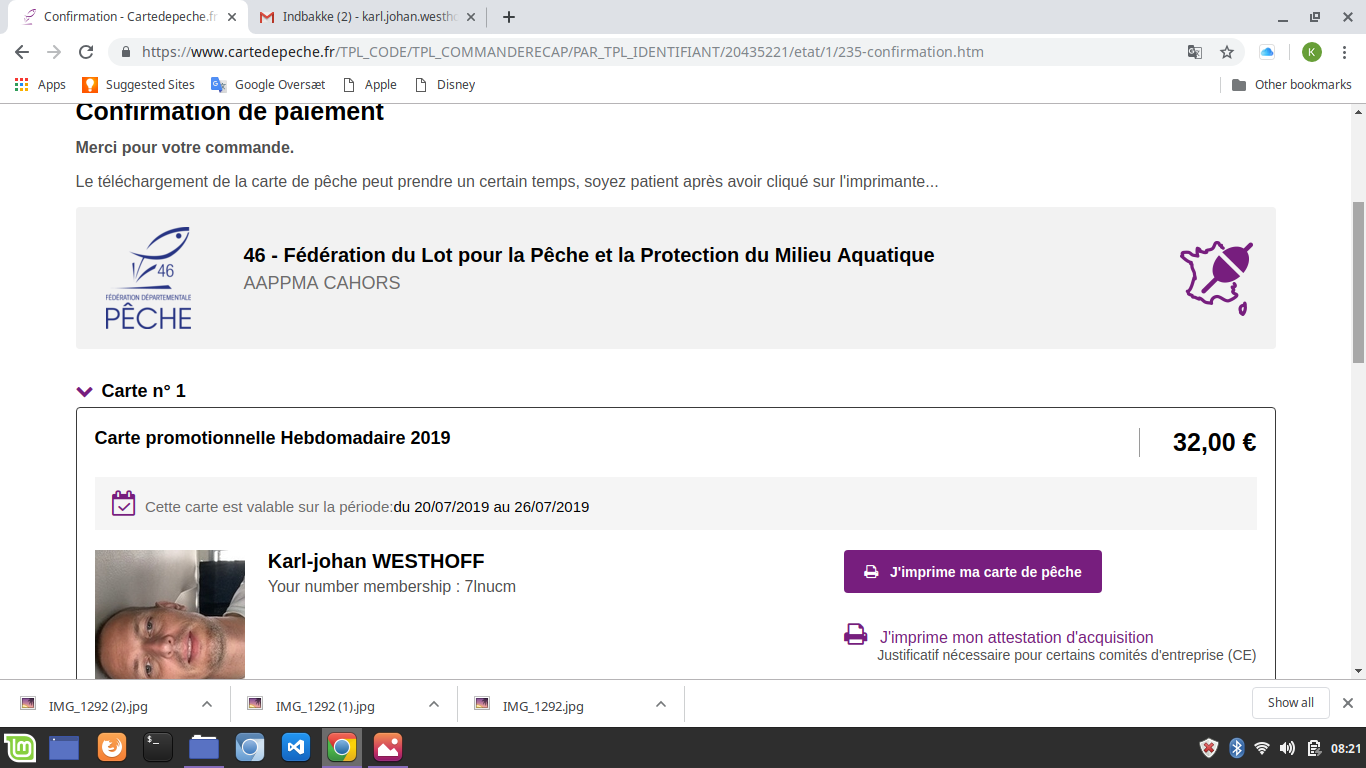 Confirmation - Cartedepeche.fr
Indbakke (2) - karl.johan.westho
https://www.cartedepeche.fr/TPL_CODE/TPL_COMMANDERECAP/PAR_TPL_IDENTIFIANT/20435221/etat/1/235-confirmation.htm
K
Apps
Suggested Sites
Google Oversæt
Apple
Disney
Other bookmarks
Confirmation de paiement
Merci pour votre commande.
Le téléchargement de la carte de pêche peut prendre un certain temps, soyez patient après avoir cliqué sur l'imprimante...
46
FÉDÉRATION DÉPARTEMENTALE
PÊCHE
46 - Fédération du Lot pour la Pêche et la Protection du Milieu Aquatique
AAPPMA CAHORS
Carte n° 1
Carte promotionnelle Hebdomadaire 2019
32,00 €
Cette carte est valable sur la période:du 20/07/2019 au 26/07/2019
Karl-johan WESTHOFF
Your number membership : 7lnucm
J'imprime ma carte de pêche
J'imprime mon attestation d'acquisition
Justificatif nécessaire pour certains comités d'entreprise (CE)
IMG_1292 (2).jpg
IMG_1292 (1).jpg
IMG_1292.jpg
Show all
08:21